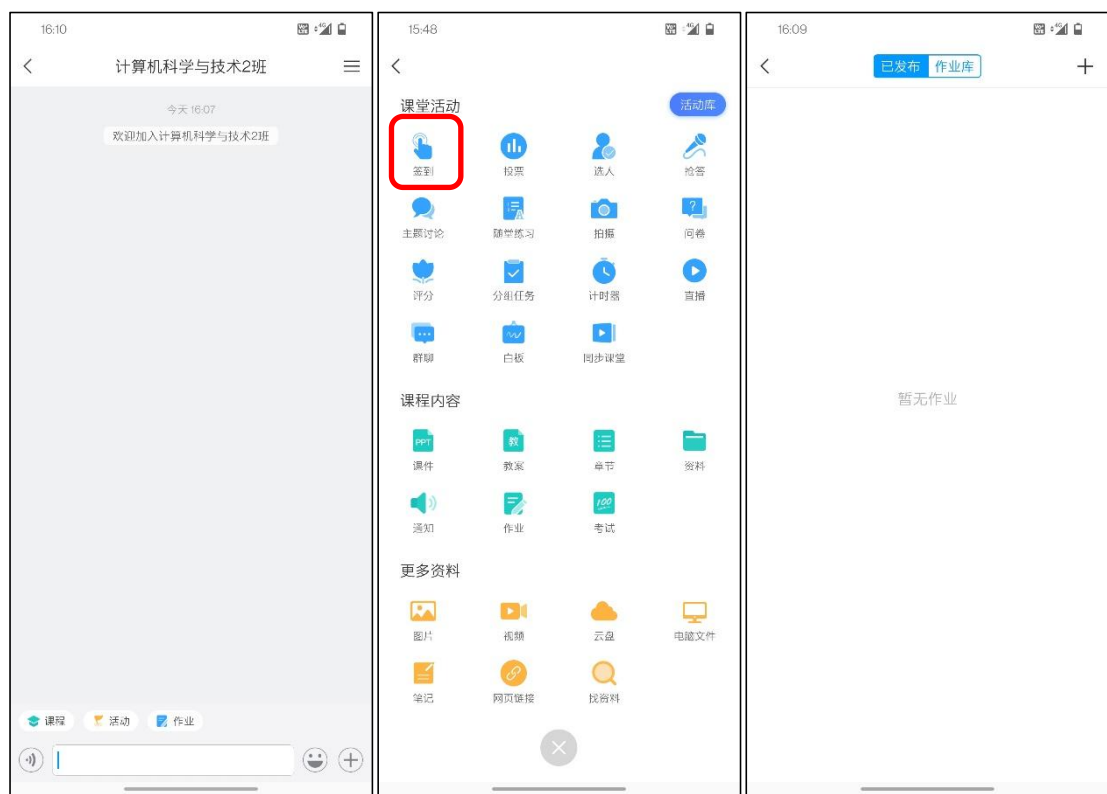 16:10
计算机科学与技术2班
今天 16:07
欢迎加入计算机科学与技术2班
课程 活动 作业
15:48
课堂活动 活动库
签到 投票 选人 抢答
主题讨论 随堂练习 拍摄 问卷
评分 分组任务 计时器 直播
群聊 白板 同步课堂
课程内容
PPT 教
课件 教案 章节 资料
100
通知 作业 考试
更多资料
图片 视频 云盘 电脑文件
笔记 网页链接 找资料
16:09
已发布 作业库
暂无作业